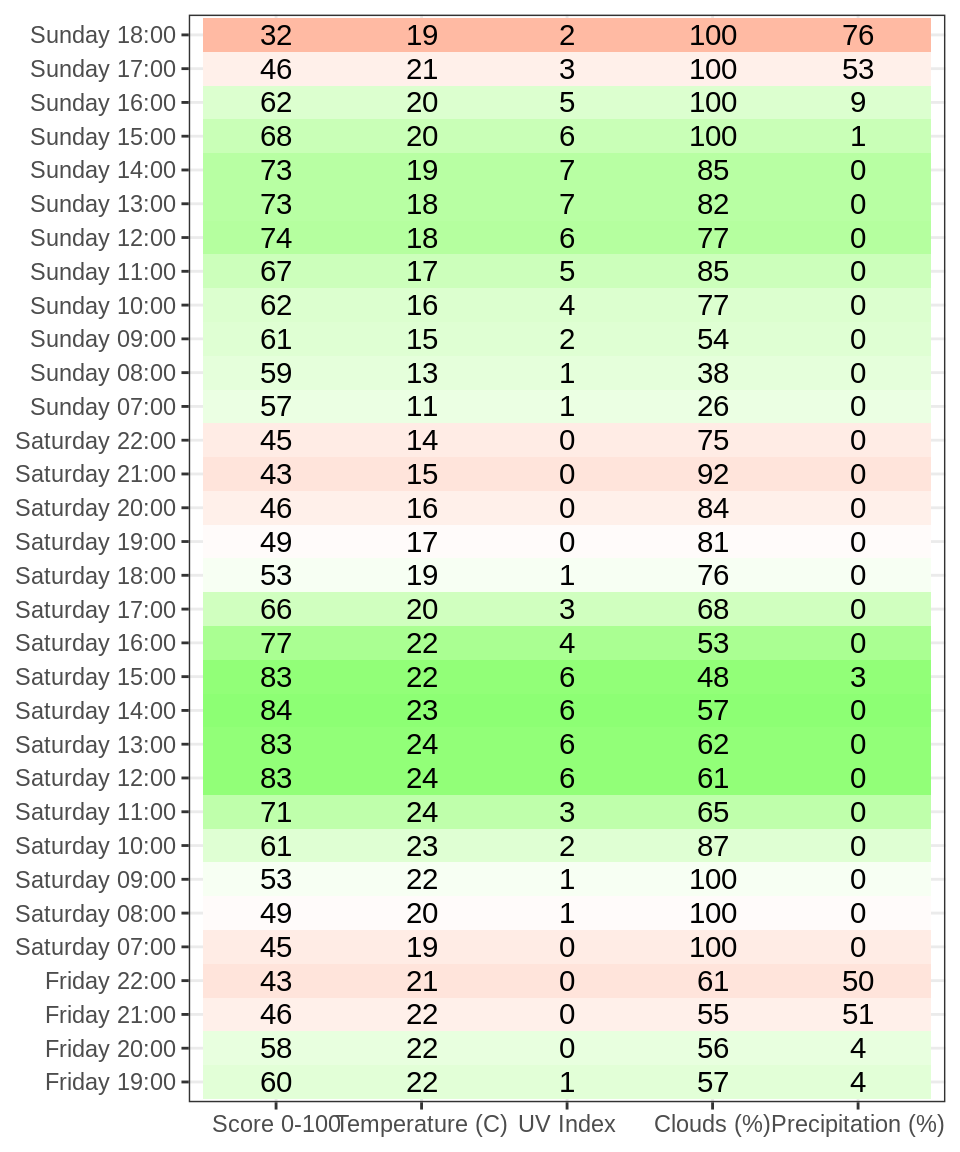 Sunday 18:00 32 19 2 100 76
Sunday 17:00 46 21 3 100 53
Sunday 16:00 62 20 5 100 9
Sunday 15:00 68 20 6 100 1
Sunday 14:00 73 19 7 85 0
Sunday 13:00 73 18 7 82 0
Sunday 12:00 74 18 6 77 0
Sunday 11:00 67 17 5 85 0
Sunday 10:00 62 16 4 77 0
Sunday 09:00 61 15 2 54 0
Sunday 08:00 59 13 1 38 0
Sunday 07:00 57 11 1 26 0
Saturday 22:00 45 14 0 75 0
Saturday 21:00 43 15 0 92 0
Saturday 20:00 46 16 0 84 0
Saturday 19:00 49 17 0 81 0
Saturday 18:00 53 19 1 76 0
Saturday 17:00 66 20 3 68 0
Saturday 16:00 77 22 4 53 0
Saturday 15:00 83 22 6 48 3
Saturday 14:00 84 23 6 57 0
Saturday 13:00 83 24 6 62 0
Saturday 12:00 83 24 6 61 0
Saturday 11:00 71 24 3 65 0
Saturday 10:00 61 23 2 87 0
Saturday 09:00 53 22 1 100 0
Saturday 08:00 49 20 1 100 0
Saturday 07:00 45 19 0 100 0
Friday 22:00 43 21 0 61 50
Friday 21:00 46 22 0 55 51
Friday 20:00 58 22 0 56 4
Friday 19:00 60 22 1 57 4
Score 0-100 Temperature (C) UV Index Clouds (%) Precipitation (%)